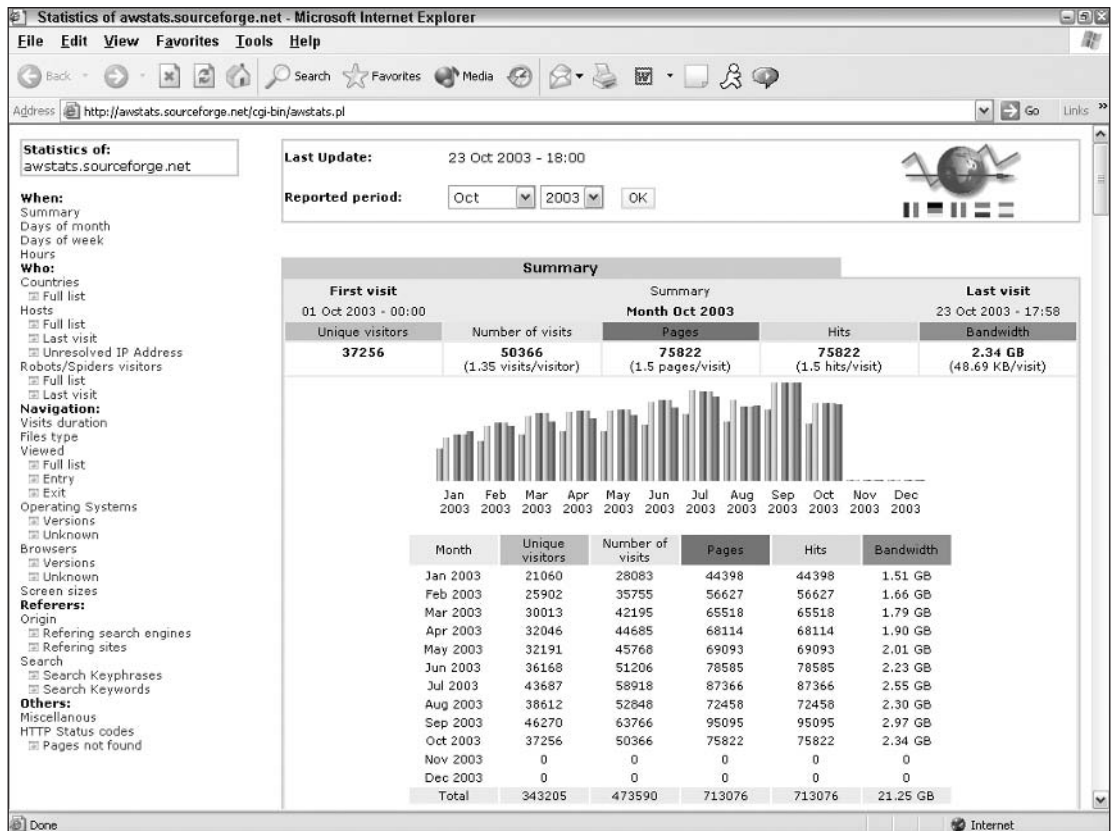 Statistics of awstats.sourceforge.net - Microsoft Internet Explorer
File Edit View Favorites Tools Help
Back Search Favorites Media
Address http://awstats.sourceforge.net/cgi-bin/awstats.pl Go Links »
Statistics of:
awstats.sourceforge.net
When:
Summary
Days of month
Days of week
Hours
Who:
Countries
Full list
Hosts
Full list
Last visit
Unresolved IP Address
Robots/Spiders visitors
Full list
Last visit
Navigation:
Visits duration
Files type
Viewed
Full list
Entry
Exit
Operating Systems
Versions
Unknown
Browsers
Versions
Unknown
Screen sizes
Referers:
Origin
Refering search engines
Refering sites
Search
Search Keyphrases
Search Keywords
Others:
Miscellanous
HTTP Status codes
Pages not found
Last Update: 23 Oct 2003 - 18:00
Reported period: Oct 2003 OK
Summary
First visit Summary Last visit
01 Oct 2003 - 00:00 Month Oct 2003 23 Oct 2003 - 17:58
Unique visitors Number of visits Pages Hits Bandwidth
37256 50366 75822 75822 2.34 GB
(1.35 visits/visitor) (1.5 pages/visit) (1.5 hits/visit) (48.69 KB/visit)
Jan Feb Mar Apr May Jun Jul Aug Sep Oct Nov Dec
2003 2003 2003 2003 2003 2003 2003 2003 2003 2003 2003 2003
Month Unique visitors Number of visits Pages Hits Bandwidth
Jan 2003 21060 28083 44398 44398 1.51 GB
Feb 2003 25902 35755 56627 56627 1.66 GB
Mar 2003 30013 42195 65518 65518 1.79 GB
Apr 2003 32046 44685 68114 68114 1.90 GB
May 2003 32191 45768 69093 69093 2.01 GB
Jun 2003 36168 51206 78585 78585 2.23 GB
Jul 2003 43687 58918 87366 87366 2.55 GB
Aug 2003 38612 52848 72458 72458 2.30 GB
Sep 2003 46270 63766 95095 95095 2.97 GB
Oct 2003 37256 50366 75822 75822 2.34 GB
Nov 2003 0 0 0 0 0
Dec 2003 0 0 0 0 0
Total 343205 473590 713076 713076 21.25 GB
Done Internet